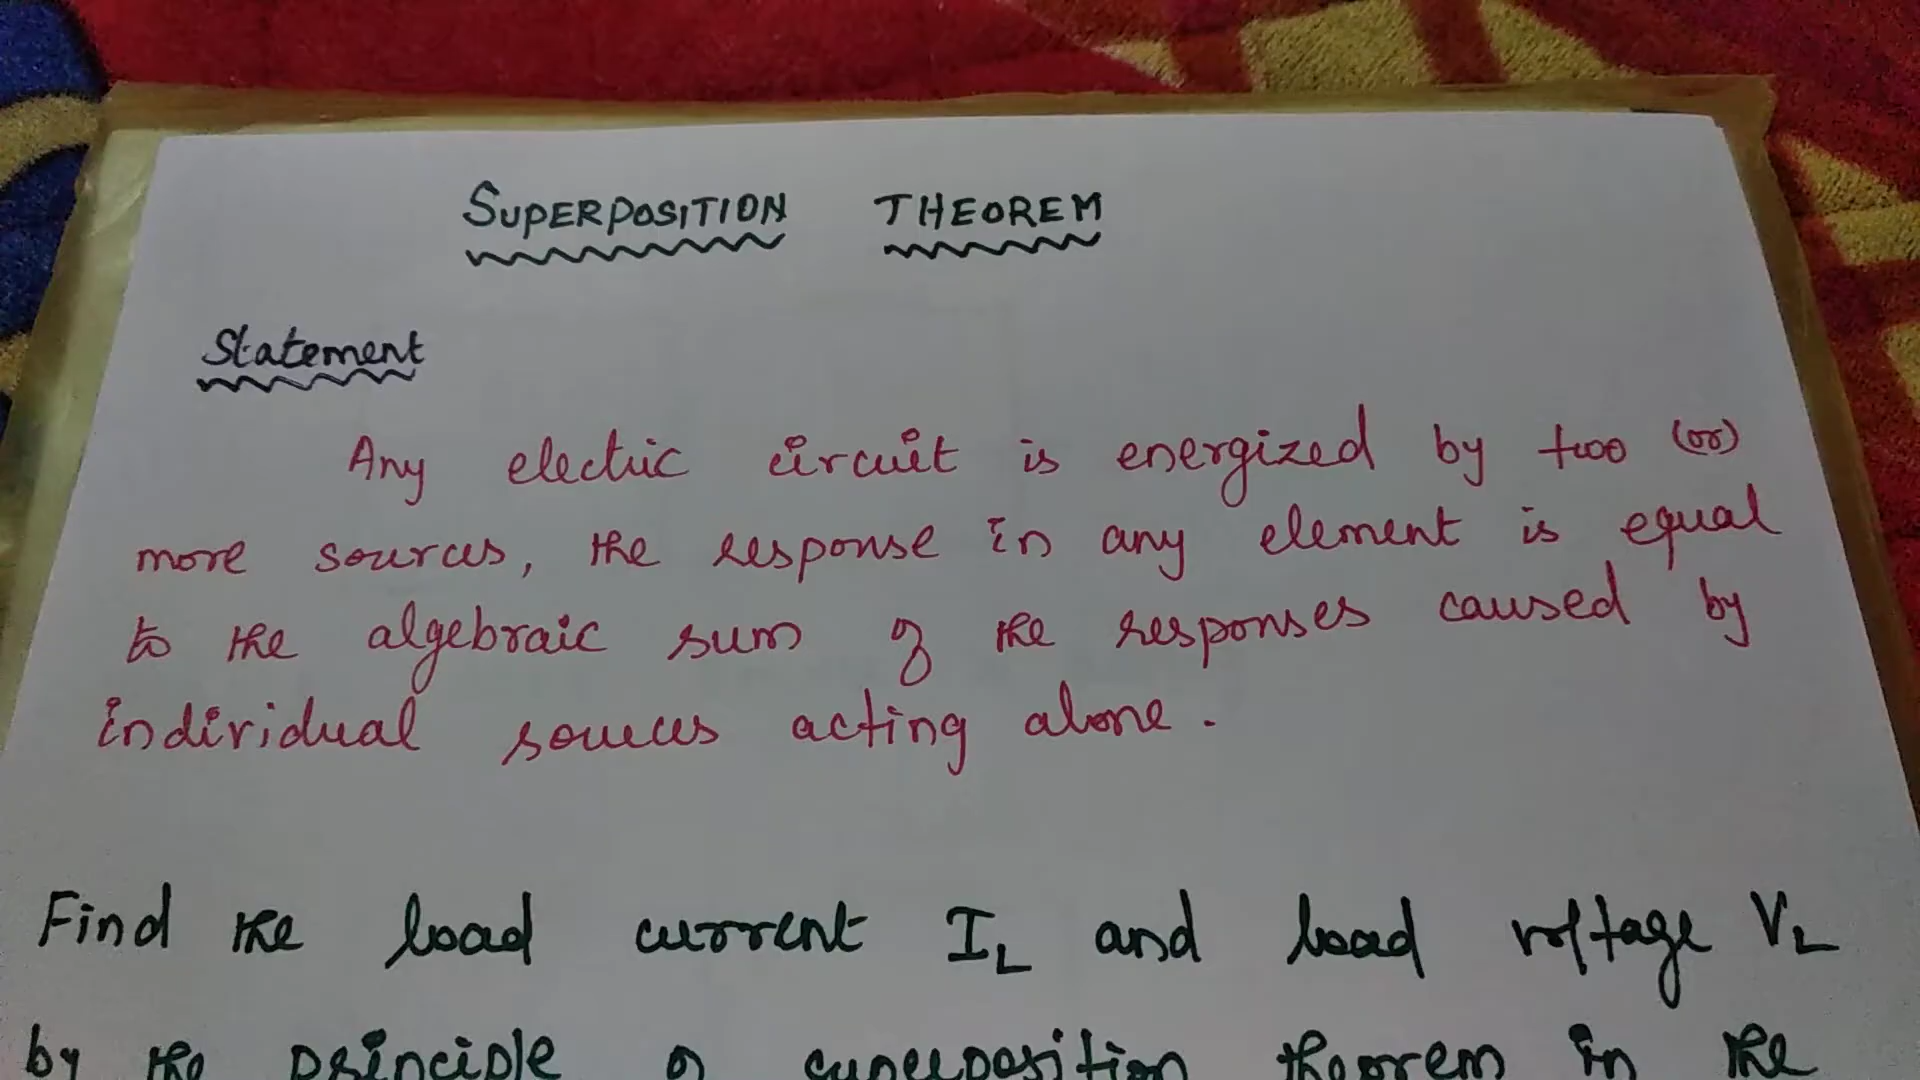 SUPERPOSITION THEOREM
Statement
Any electric circuit is energized by two (or)
more sources, the response in any element is equal
to the algebraic sum of the responses caused by
individual sources acting alone.
Find the load current IL and load voltage VL
by the principle of superposition theorem in the